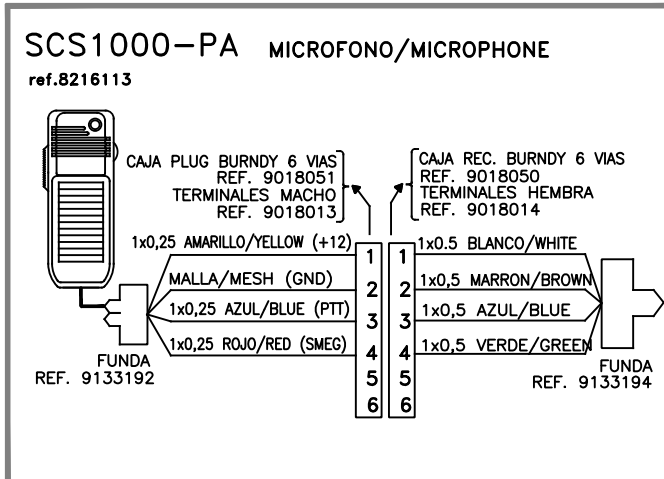 SCS1000-PA MICROFONO/MICROPHONE
ref.8216113
CAJA PLUG BURNDY 6 VIAS
REF. 9018051
TERMINALES MACHO
REF. 9018013
CAJA REC. BURNDY 6 VIAS
REF. 9018050
TERMINALES HEMBRA
REF. 9018014
1x0,25 AMARILLO/YELLOW (+12) 1 1 1x0.5 BLANCO/WHITE
MALLA/MESH (GND) 2 2 1x0,5 MARRON/BROWN
1x0,25 AZUL/BLUE (PTT) 3 3 1x0,5 AZUL/BLUE
1x0,25 ROJO/RED (SMEG) 4 4 1x0,5 VERDE/GREEN
5 5
6 6
FUNDA
REF. 9133192
FUNDA
REF. 9133194